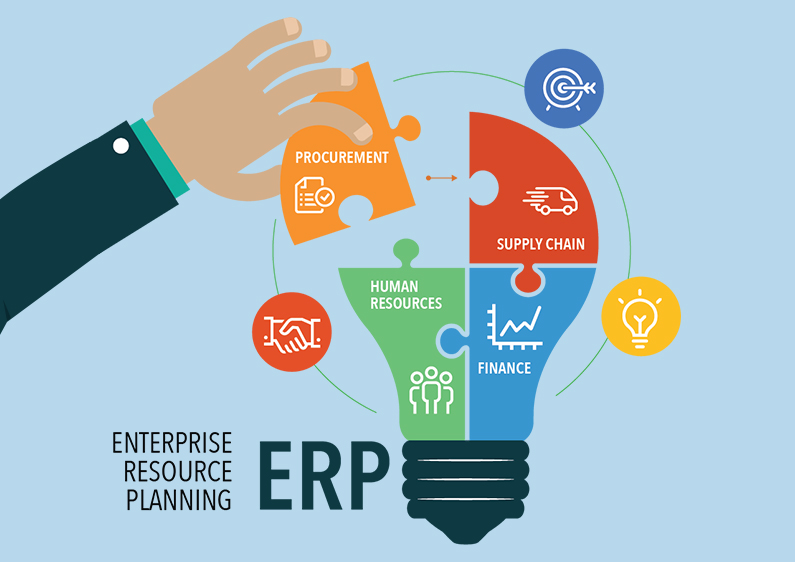 PROCUREMENT
SUPPLY CHAIN
HUMAN
RESOURCES
FINANCE
ENTERPRISE
RESOURCE
PLANNING
ERP